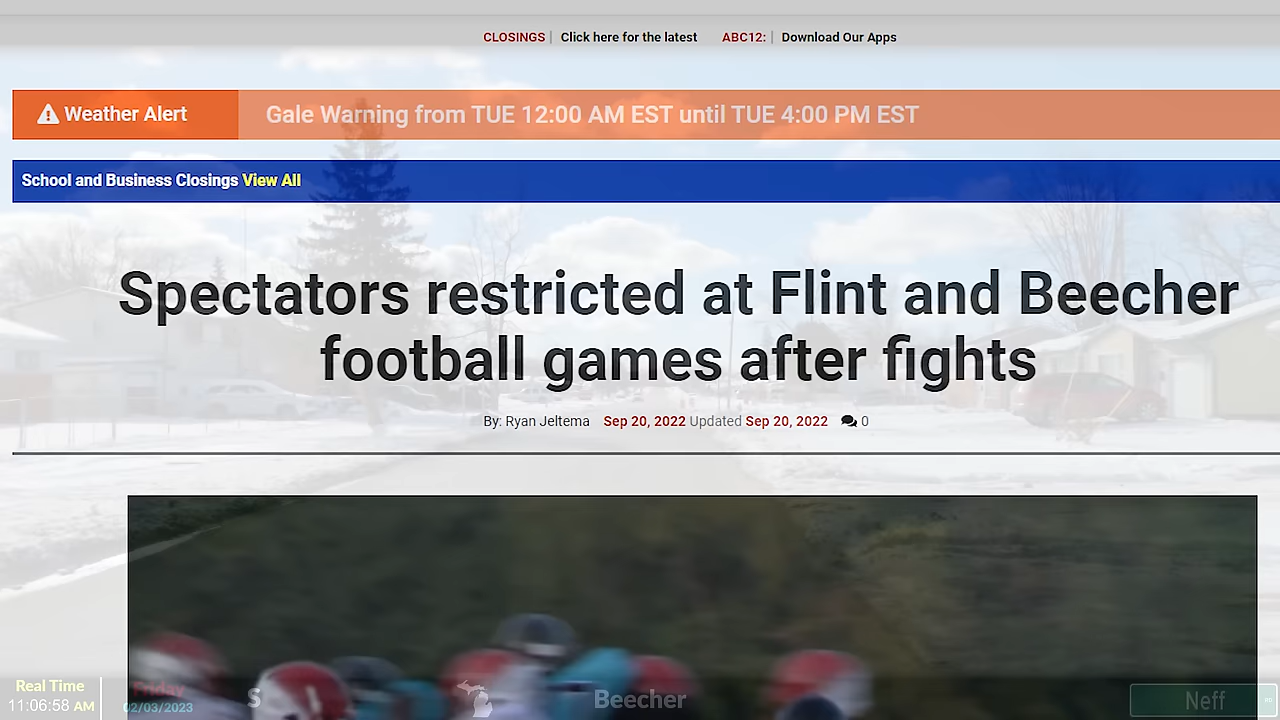 CLOSINGS | Click here for the latest ABC12: | Download Our Apps
Weather Alert Gale Warning from TUE 12:00 AM EST until TUE 4:00 PM EST
School and Business Closings View All
Spectators restricted at Flint and Beecher
football games after fights
By: Ryan Jeltema Sep 20, 2022 Updated Sep 20, 2022 0
Real Time
11:06:58 AM
Friday
02/03/2023
S
Beecher
Neff